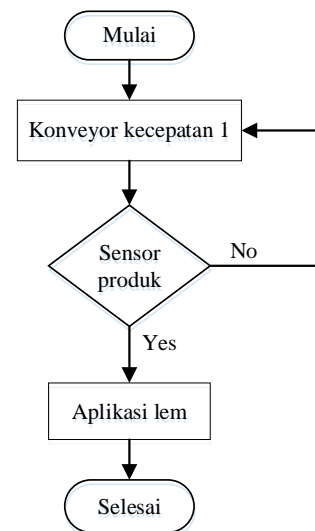 Mulai
Konveyor kecepatan 1
Sensor
produk
No
Yes
Aplikasi lem
Selesai